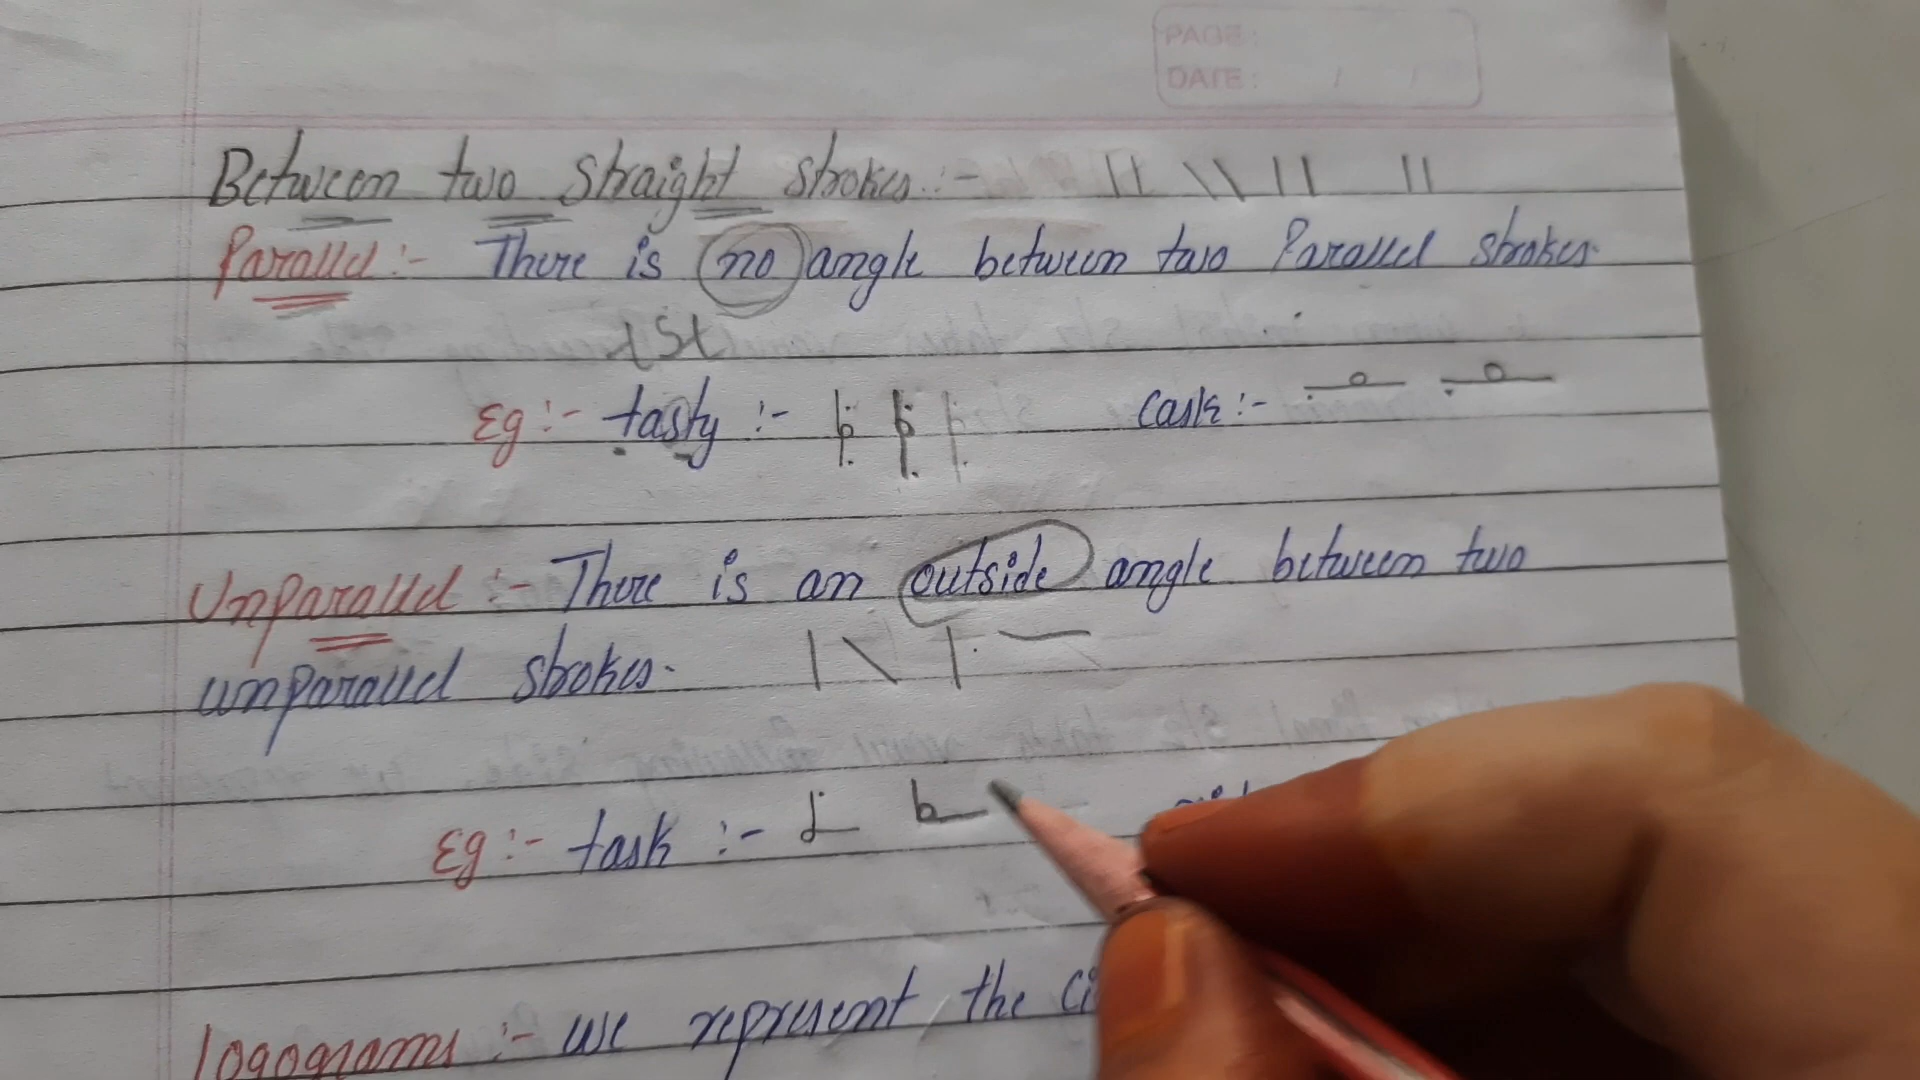 PAGE:
DATE: / /
Between two straight strokes :-
Parallel :- There is no angle between two Parallel strokes.
t S t
Eg :- tasty :- Cask :-
Unparallel :- There is an outside angle between two
unparallel strokes.
Eg :- task :-
logograms :- we represent the